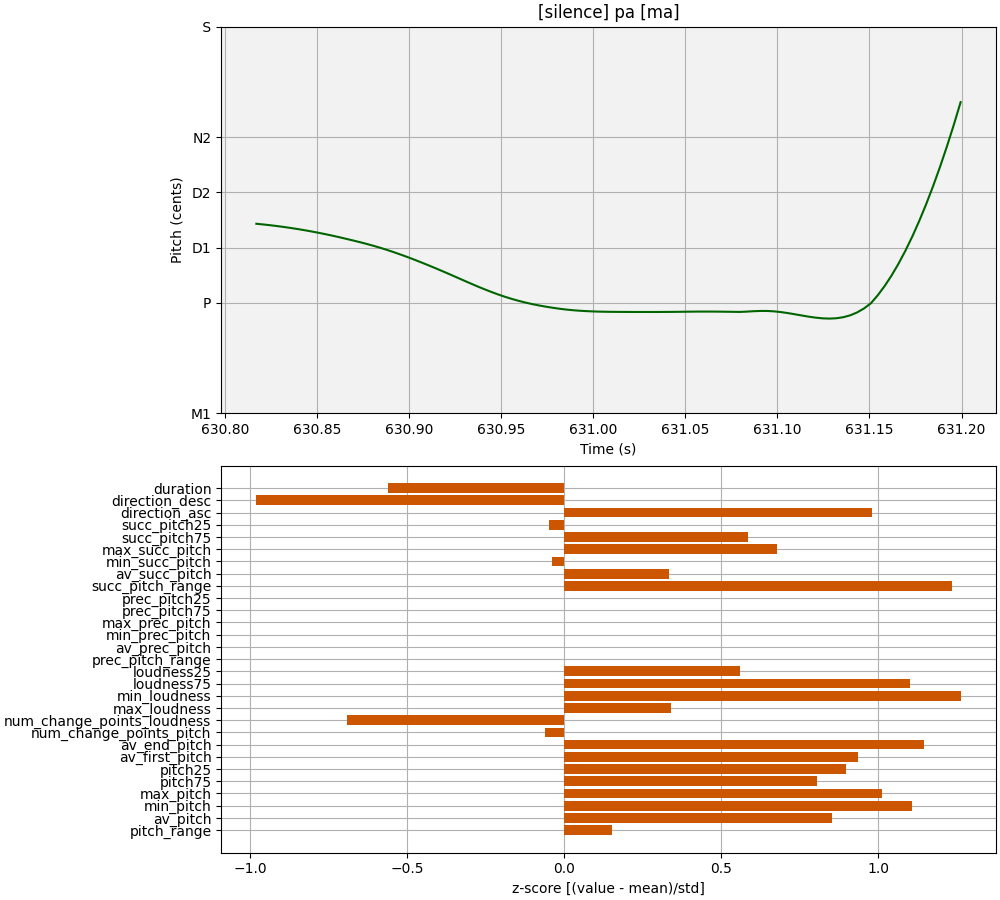 [silence] pa [ma]
S
N2
D2
D1
P
M1
Pitch (cents)
630.80 630.85 630.90 630.95 631.00 631.05 631.10 631.15 631.20
Time (s)
duration
direction_desc
direction_asc
succ_pitch25
succ_pitch75
max_succ_pitch
min_succ_pitch
av_succ_pitch
succ_pitch_range
prec_pitch25
prec_pitch75
max_prec_pitch
min_prec_pitch
av_prec_pitch
prec_pitch_range
loudness25
loudness75
min_loudness
max_loudness
num_change_points_loudness
num_change_points_pitch
av_end_pitch
av_first_pitch
pitch25
pitch75
max_pitch
min_pitch
av_pitch
pitch_range
−1.0 −0.5 0.0 0.5 1.0
z-score [(value - mean)/std]